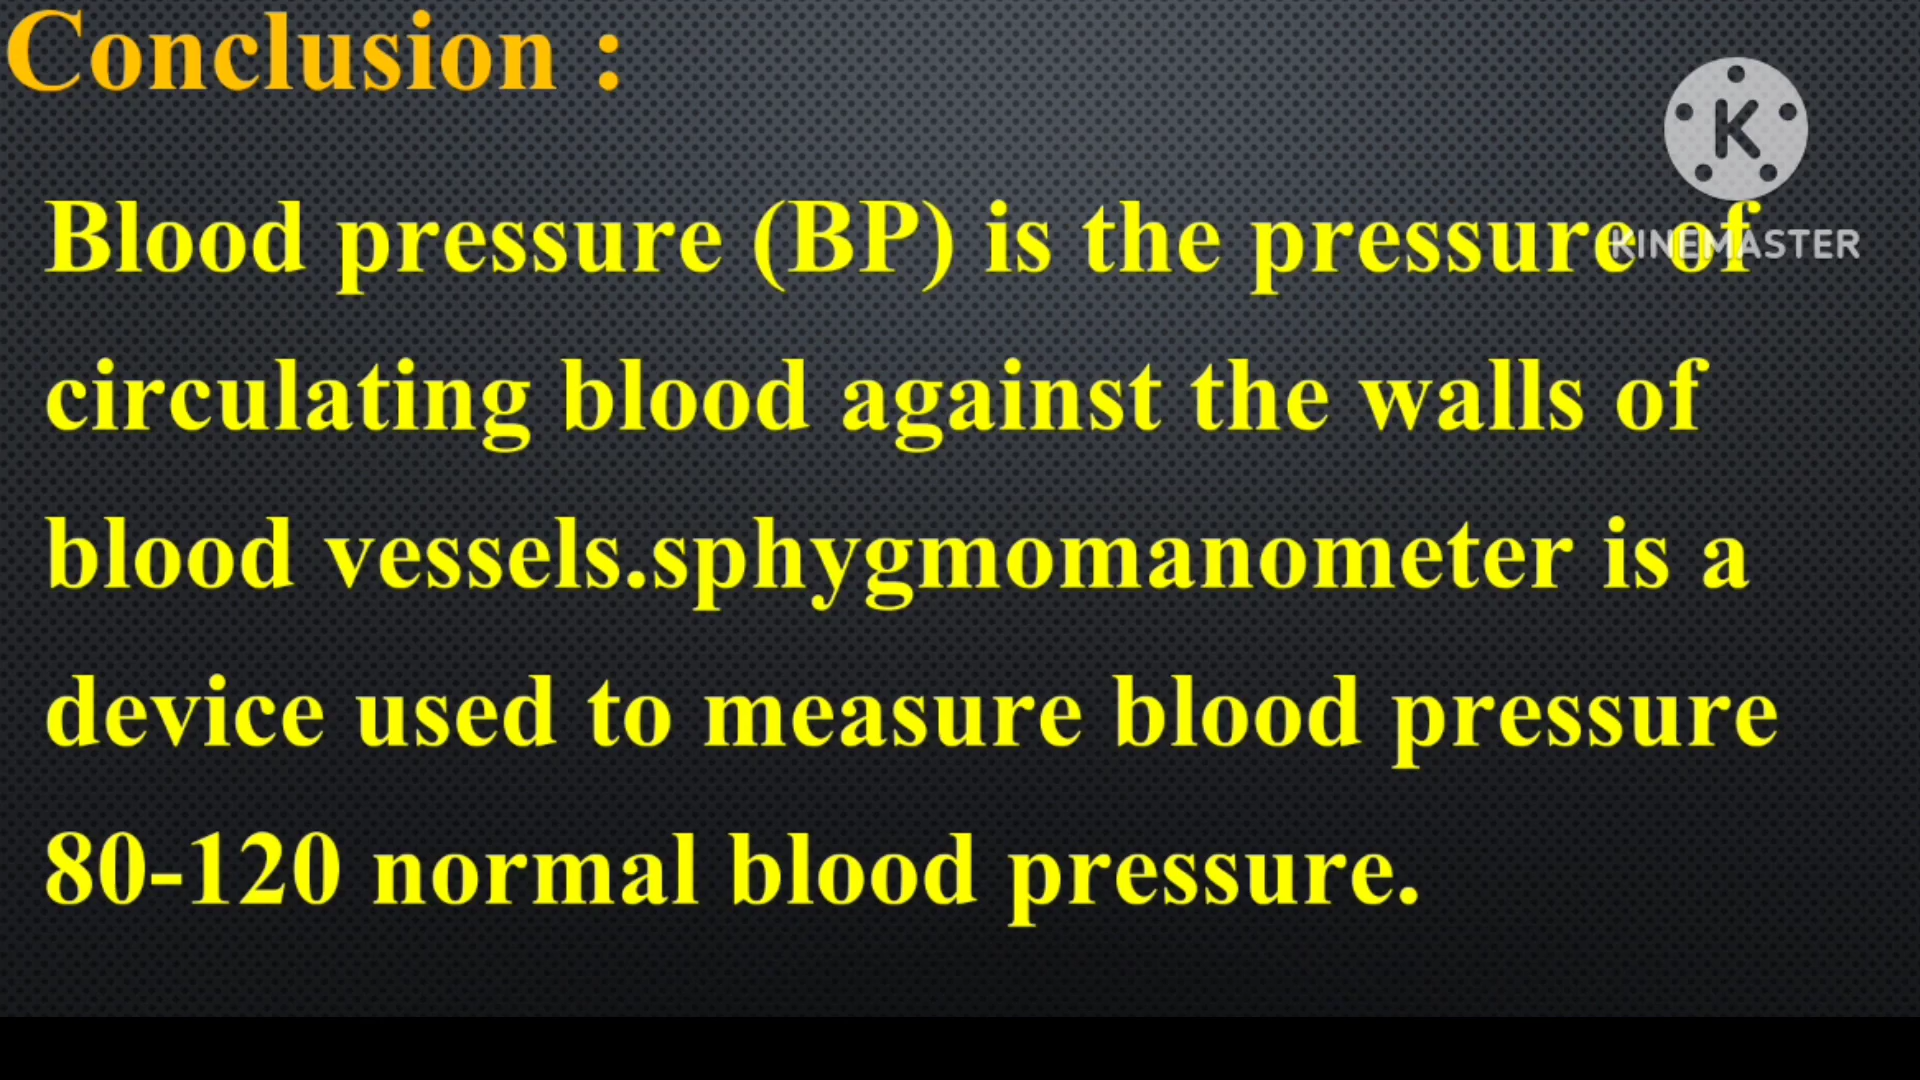 Conclusion :
K
KINEMASTER
Blood pressure (BP) is the pressure of
circulating blood against the walls of
blood vessels.sphygmomanometer is a
device used to measure blood pressure
80-120 normal blood pressure.